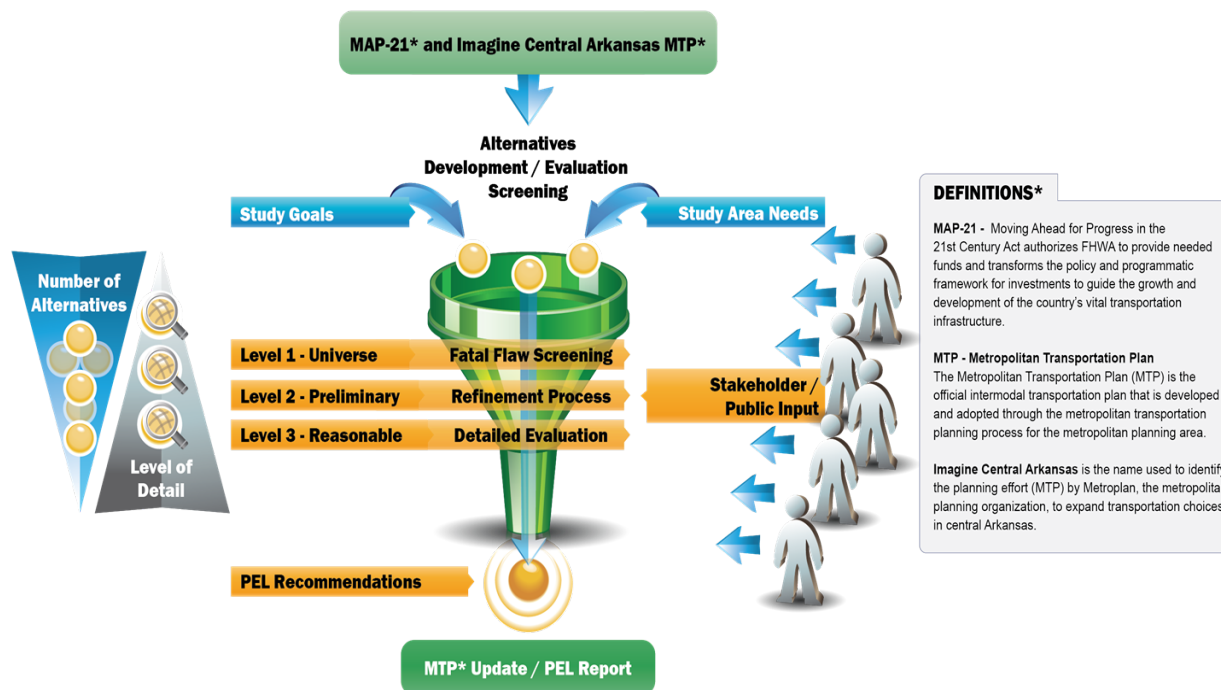 MAP-21* and Imagine Central Arkansas MTP*
Alternatives
Development / Evaluation
Screening
Study Goals
Study Area Needs
Number of
Alternatives
Level of
Detail
Level 1 - Universe
Fatal Flaw Screening
Level 2 - Preliminary
Refinement Process
Level 3 - Reasonable
Detailed Evaluation
Stakeholder /
Public Input
PEL Recommendations
MTP* Update / PEL Report
DEFINITIONS*
MAP-21 - Moving Ahead for Progress in the
21st Century Act authorizes FHWA to provide needed
funds and transforms the policy and programmatic
framework for investments to guide the growth and
development of the country's vital transportation
infrastructure.
MTP - Metropolitan Transportation Plan
The Metropolitan Transportation Plan (MTP) is the
official intermodal transportation plan that is developed
and adopted through the metropolitan transportation
planning process for the metropolitan planning area.
Imagine Central Arkansas is the name used to identify
the planning effort (MTP) by Metroplan, the metropolita
planning organization, to expand transportation choices
in central Arkansas.